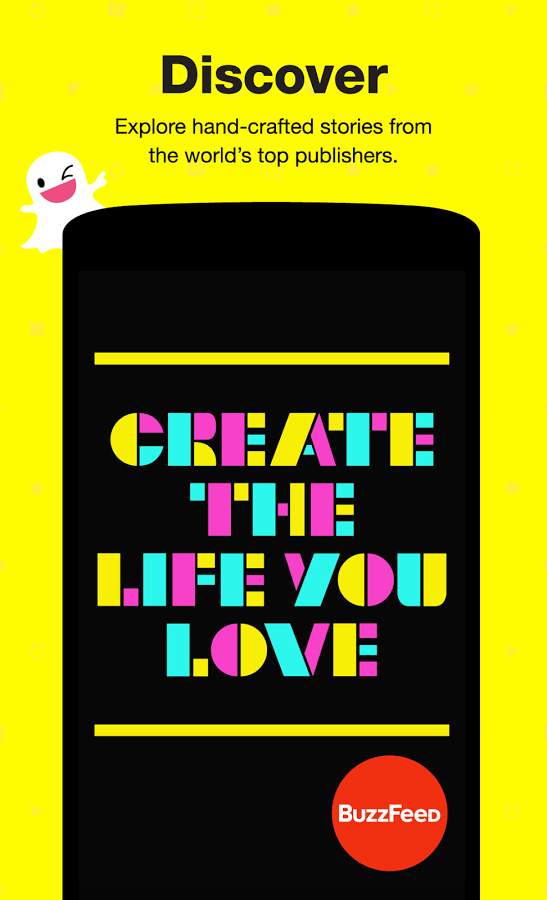 Discover
Explore hand-crafted stories from
the world's top publishers.
CREATE
THE
LIFE YOU
LOVE
BuzzFeed